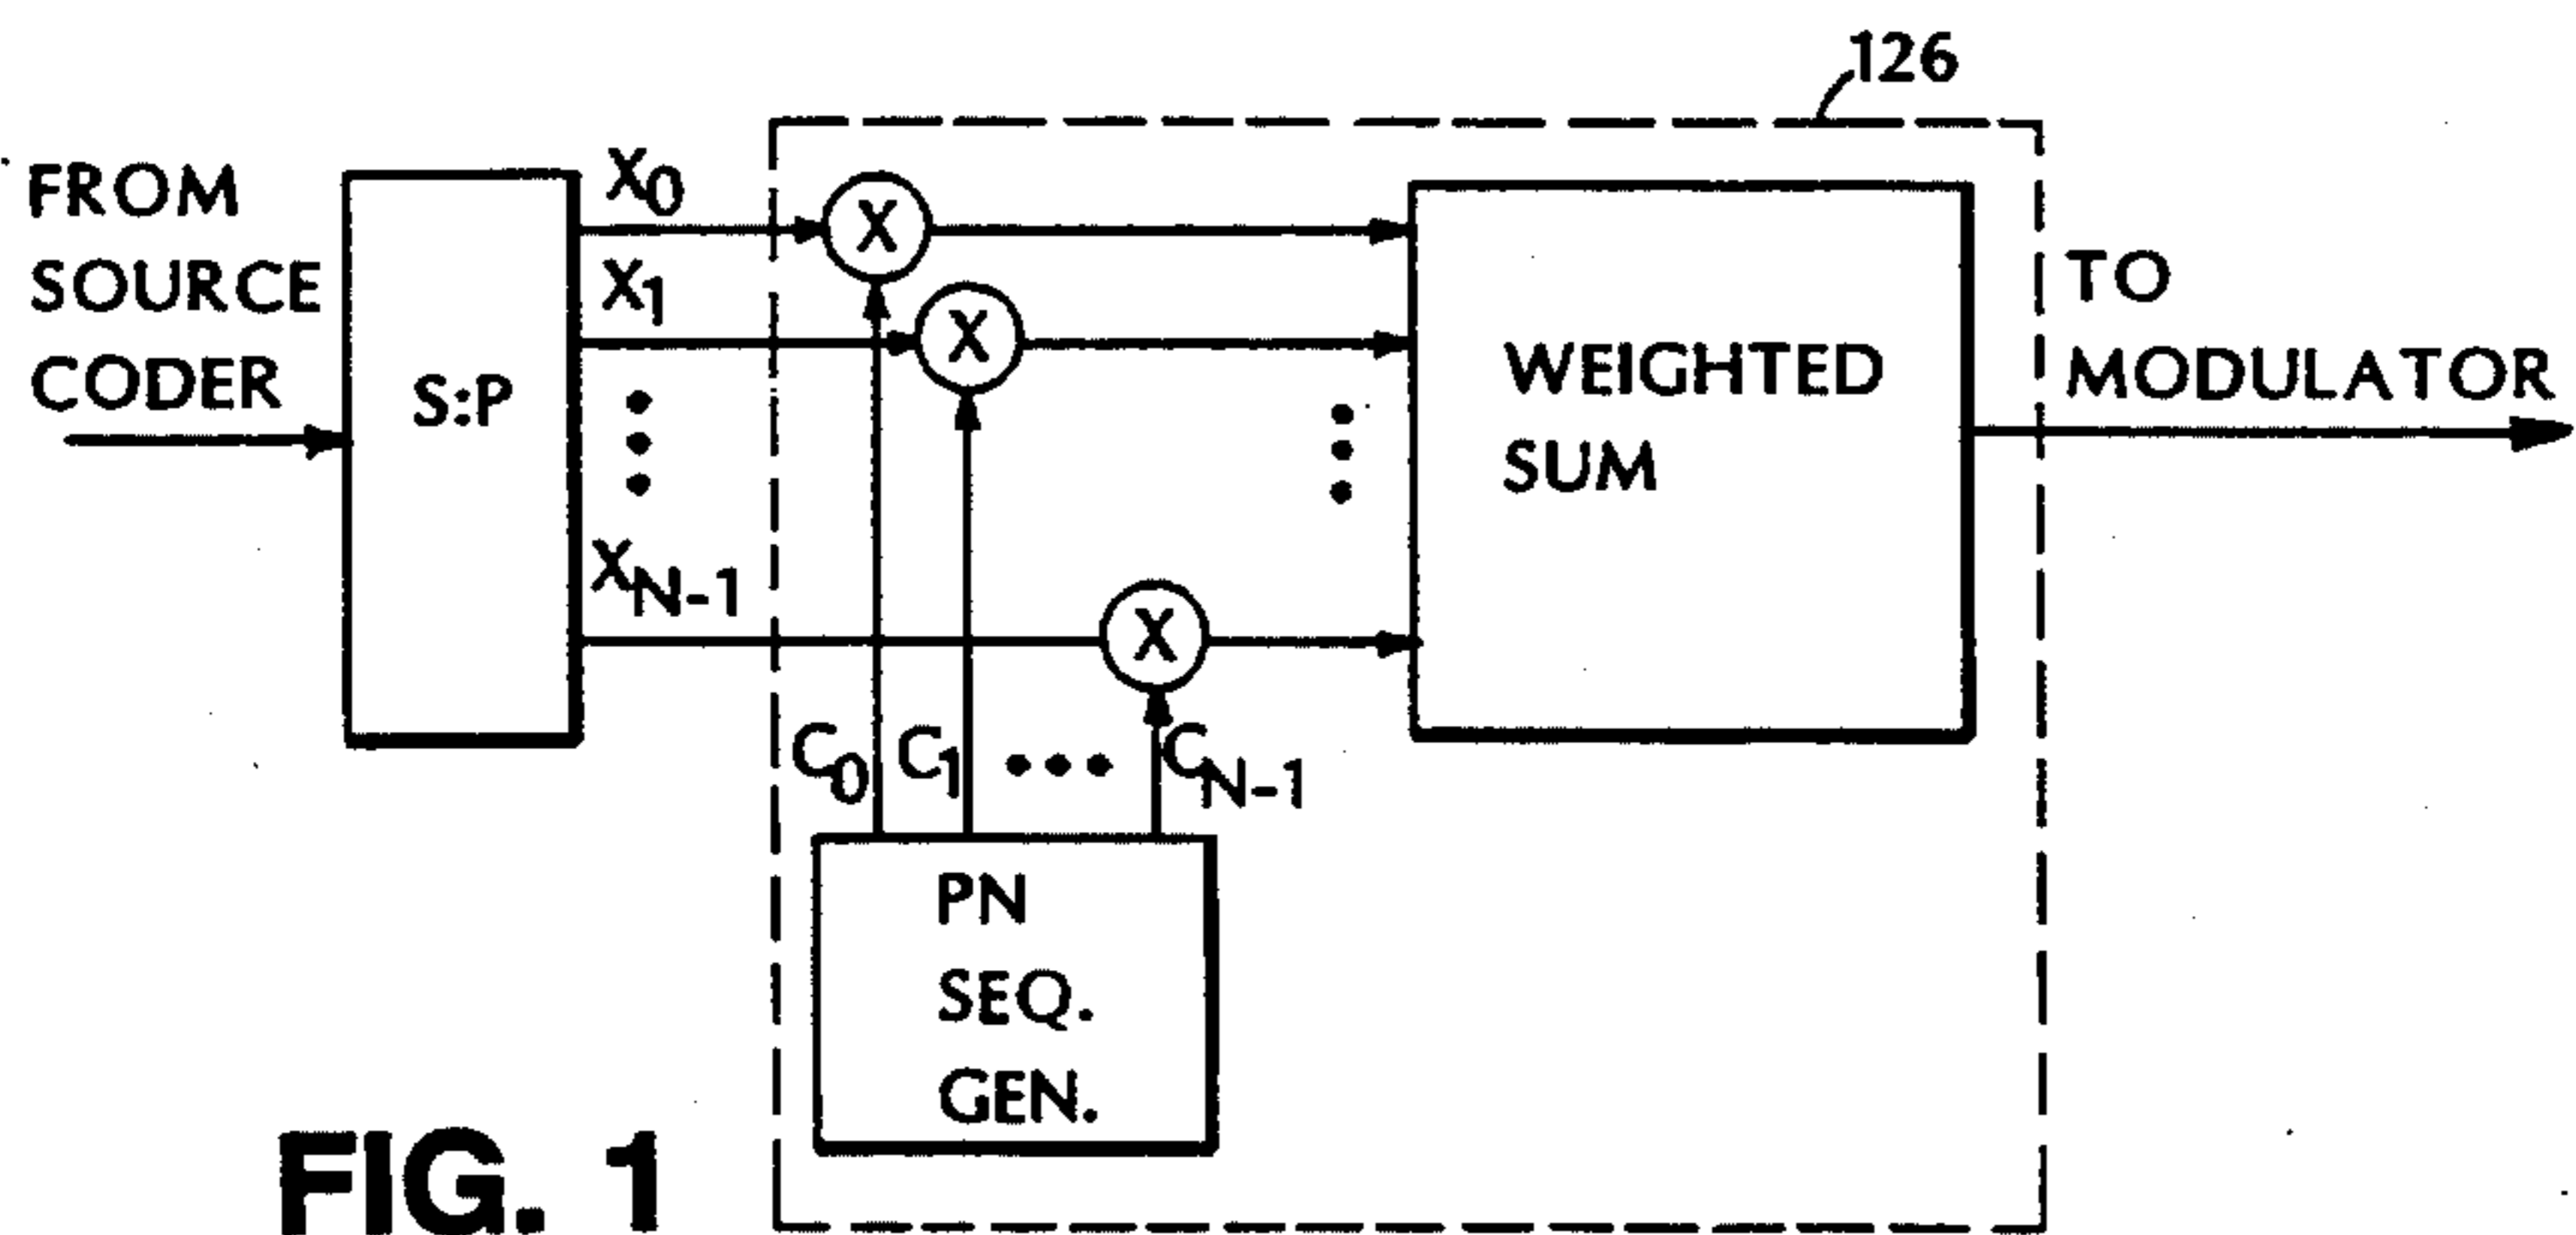 126
FROM
SOURCE
CODER
S:P
X0
X1
XN-1
X
X
X
WEIGHTED
SUM
TO
MODULATOR
C0
C1
CN-1
PN
SEQ.
GEN.
FIG. 1